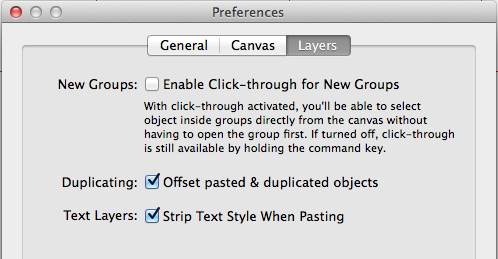 Preferences
General Canvas Layers
New Groups: Enable Click-through for New Groups
With click-through activated, you'll be able to select
object inside groups directly from the canvas without
having to open the group first. If turned off, click-through
is still available by holding the command key.
Duplicating: Offset pasted & duplicated objects
Text Layers: Strip Text Style When Pasting